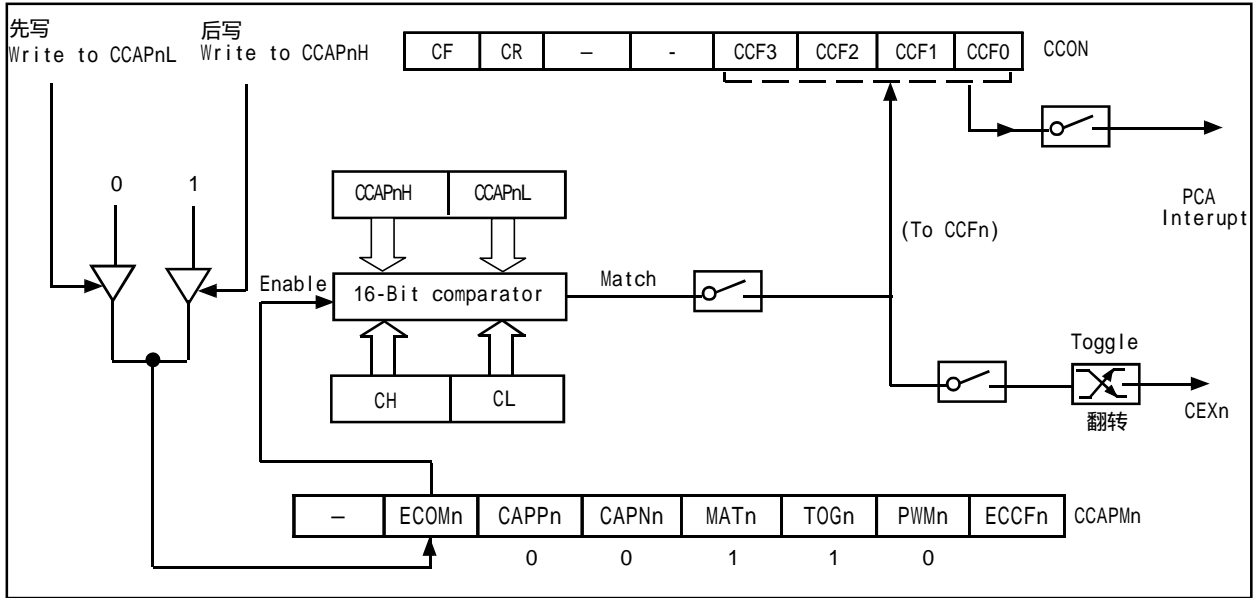 先写
Write to CCAPnL
后写
Write to CCAPnH
CF CR — - CCF3 CCF2 CCF1 CCF0 CCON
0 1
CCAPnH CCAPnL
PCA
Interupt
(To CCFn)
Enable
16-Bit comparator
Match
CH CL
Toggle
翻转
CEXn
— ECOMn CAPPn CAPNn MATn TOGn PWMn ECCFn CCAPMn
0 0 1 1 0